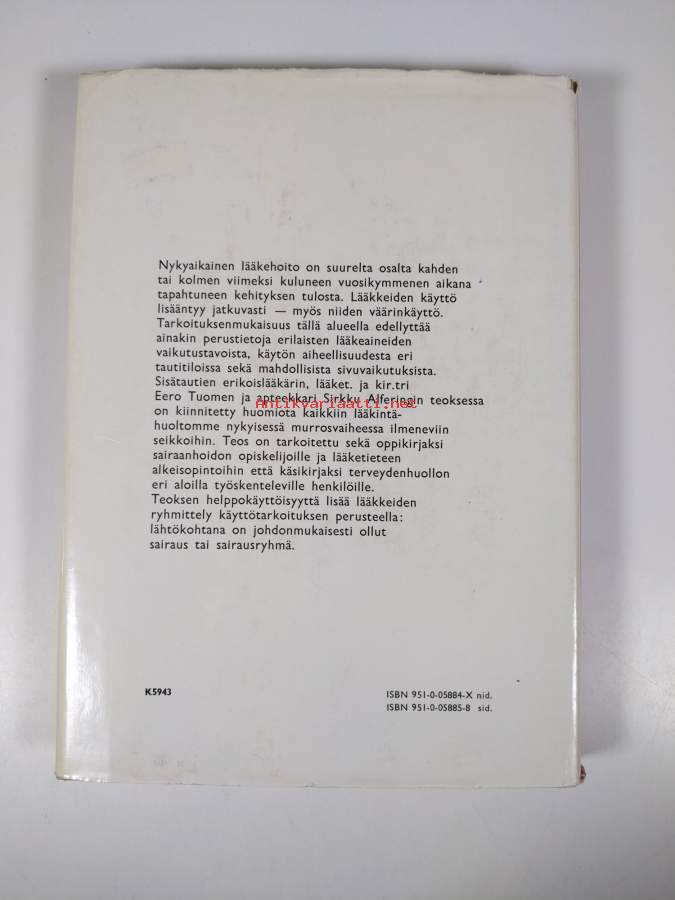 Nykyaikainen lääkehoito on suurelta osalta kahden
tai kolmen viimeksi kuluneen vuosikymmenen aikana
tapahtuneen kehityksen tulosta. Lääkkeiden käyttö
lisääntyy jatkuvasti — myös niiden väärinkäyttö.
Tarkoituksenmukaisuus tällä alueella edellyttää
ainakin perustietoja erilaisten lääkeaineiden
vaikutustavoista, käytön aiheellisuudesta eri
tautitiloissa sekä mahdollisista sivuvaikutuksista.
Sisätautien erikoislääkärin, lääket. ja kir.tri
Eero Tuomen ja apteekkari Sirkku Alferingin teoksessa
antikvariaatti.net
on kiinnitetty huomiota kaikkiin lääkintä-
huoltomme nykyisessä murrosvaiheessa ilmeneviin
seikkoihin. Teos on tarkoitettu sekä oppikirjaksi
sairaanhoidon opiskelijoille ja lääketieteen
alkeisopintoihin että käsikirjaksi terveydenhuollon
eri aloilla työskenteleville henkilöille.
Teoksen helppokäyttöisyyttä lisää lääkkeiden
ryhmittely käyttötarkoituksen perusteella:
lähtökohtana on johdonmukaisesti ollut
sairaus tai sairausryhmä.
K5943
ISBN 951-0-05884-X nid.
ISBN 951-0-05885-8 sid.